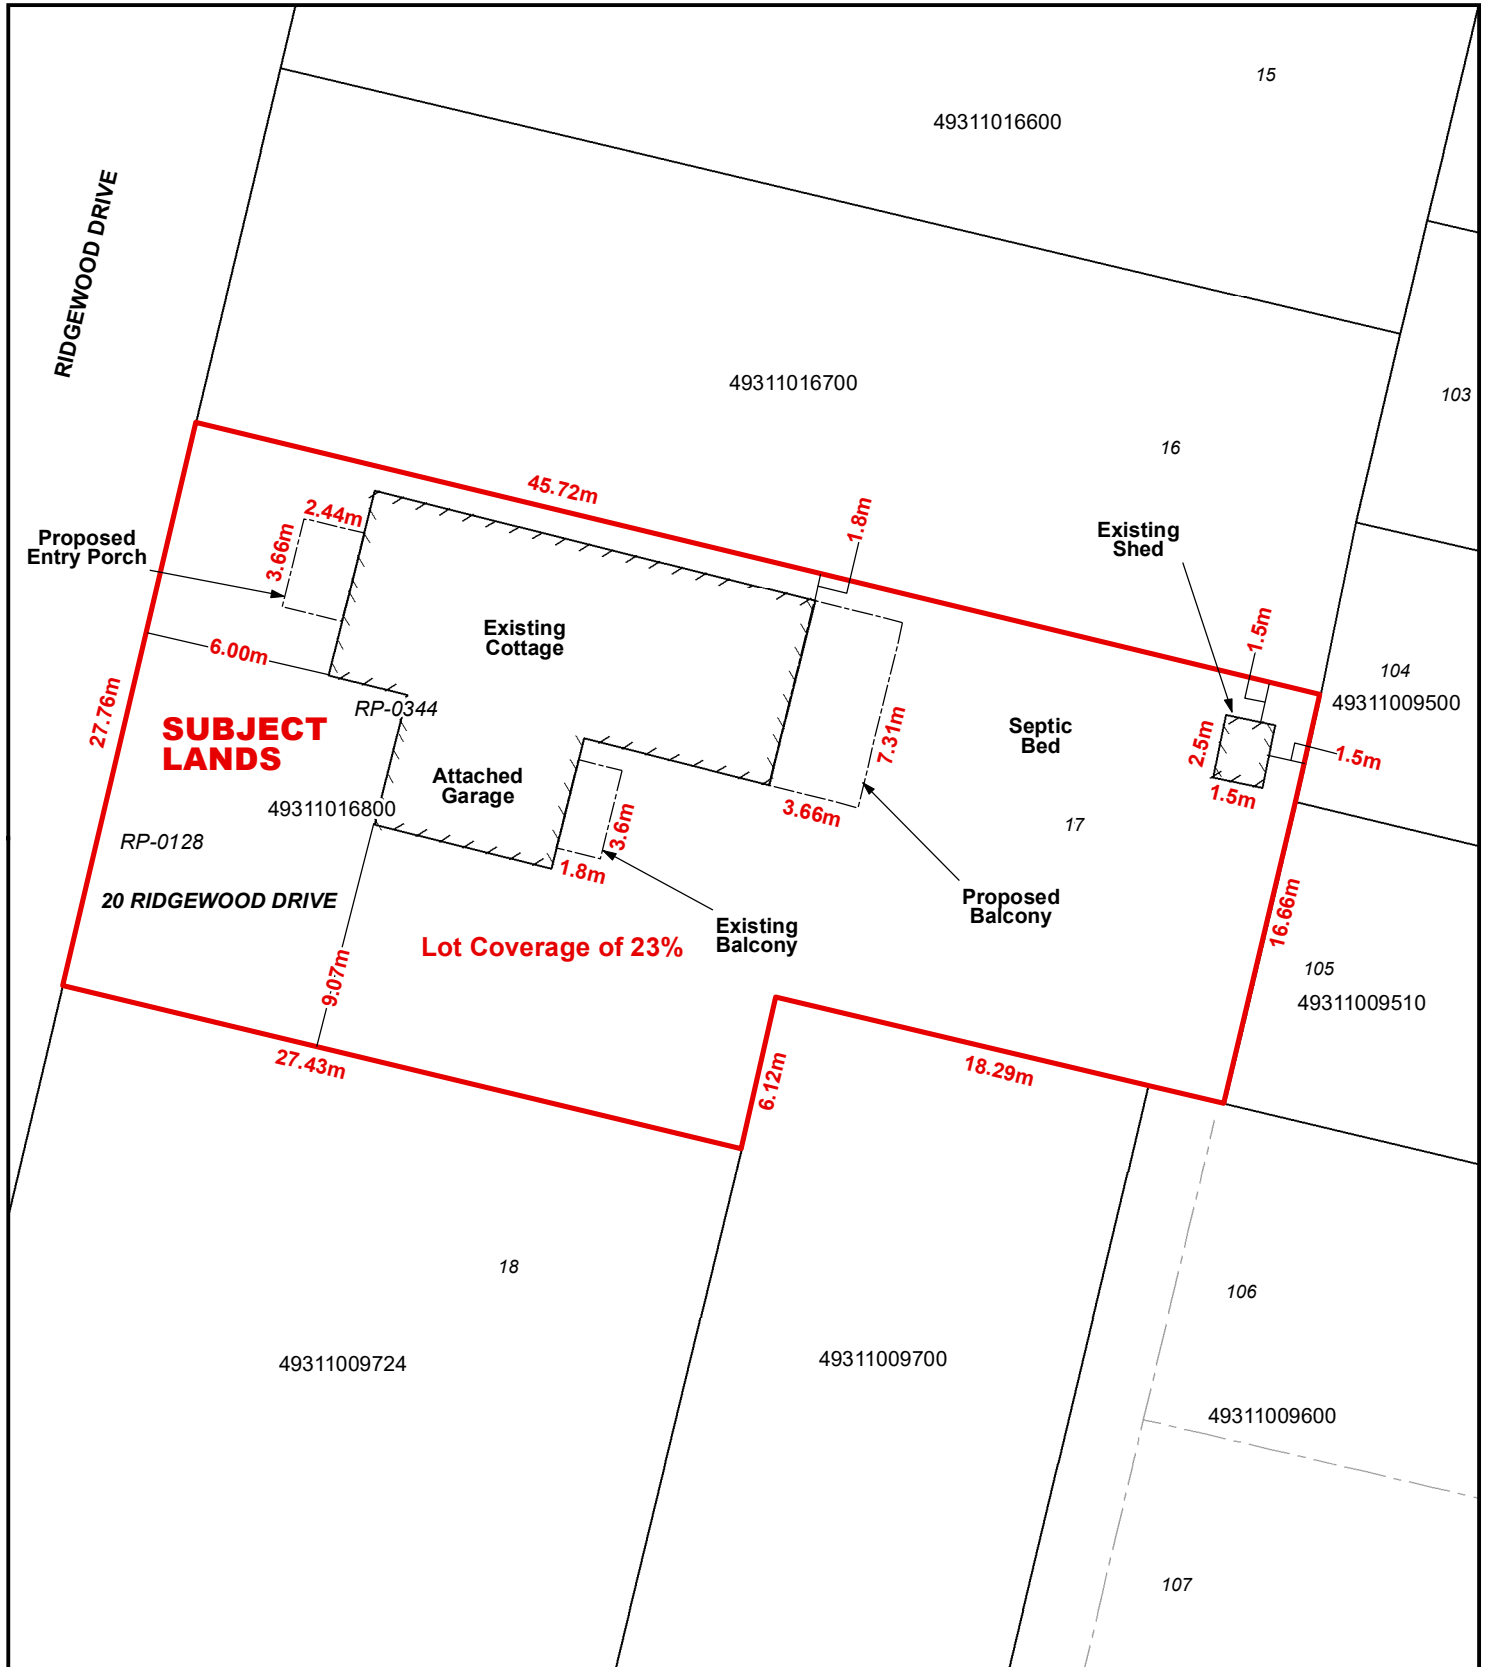 15
49311016600
RIDGEWOOD DRIVE
49311016700
103
16
45.72m
1.8m
2.44m
Proposed
Entry Porch
3.66m
Existing
Shed
Existing
Cottage
1.5m
6.00m
104
49311009500
27.76m
RP-0344
SUBJECT
LANDS
Septic
Bed
7.31m
2.5m
1.5m
Attached
Garage
1.5m
49311016800
3.66m
3.6m
17
RP-0128
1.8m
20 RIDGEWOOD DRIVE
Proposed
Balcony
Existing
Balcony
16.66m
Lot Coverage of 23%
9.07m
105
49311009510
27.43m
6.12m
18.29m
18
106
49311009724
49311009700
49311009600
107